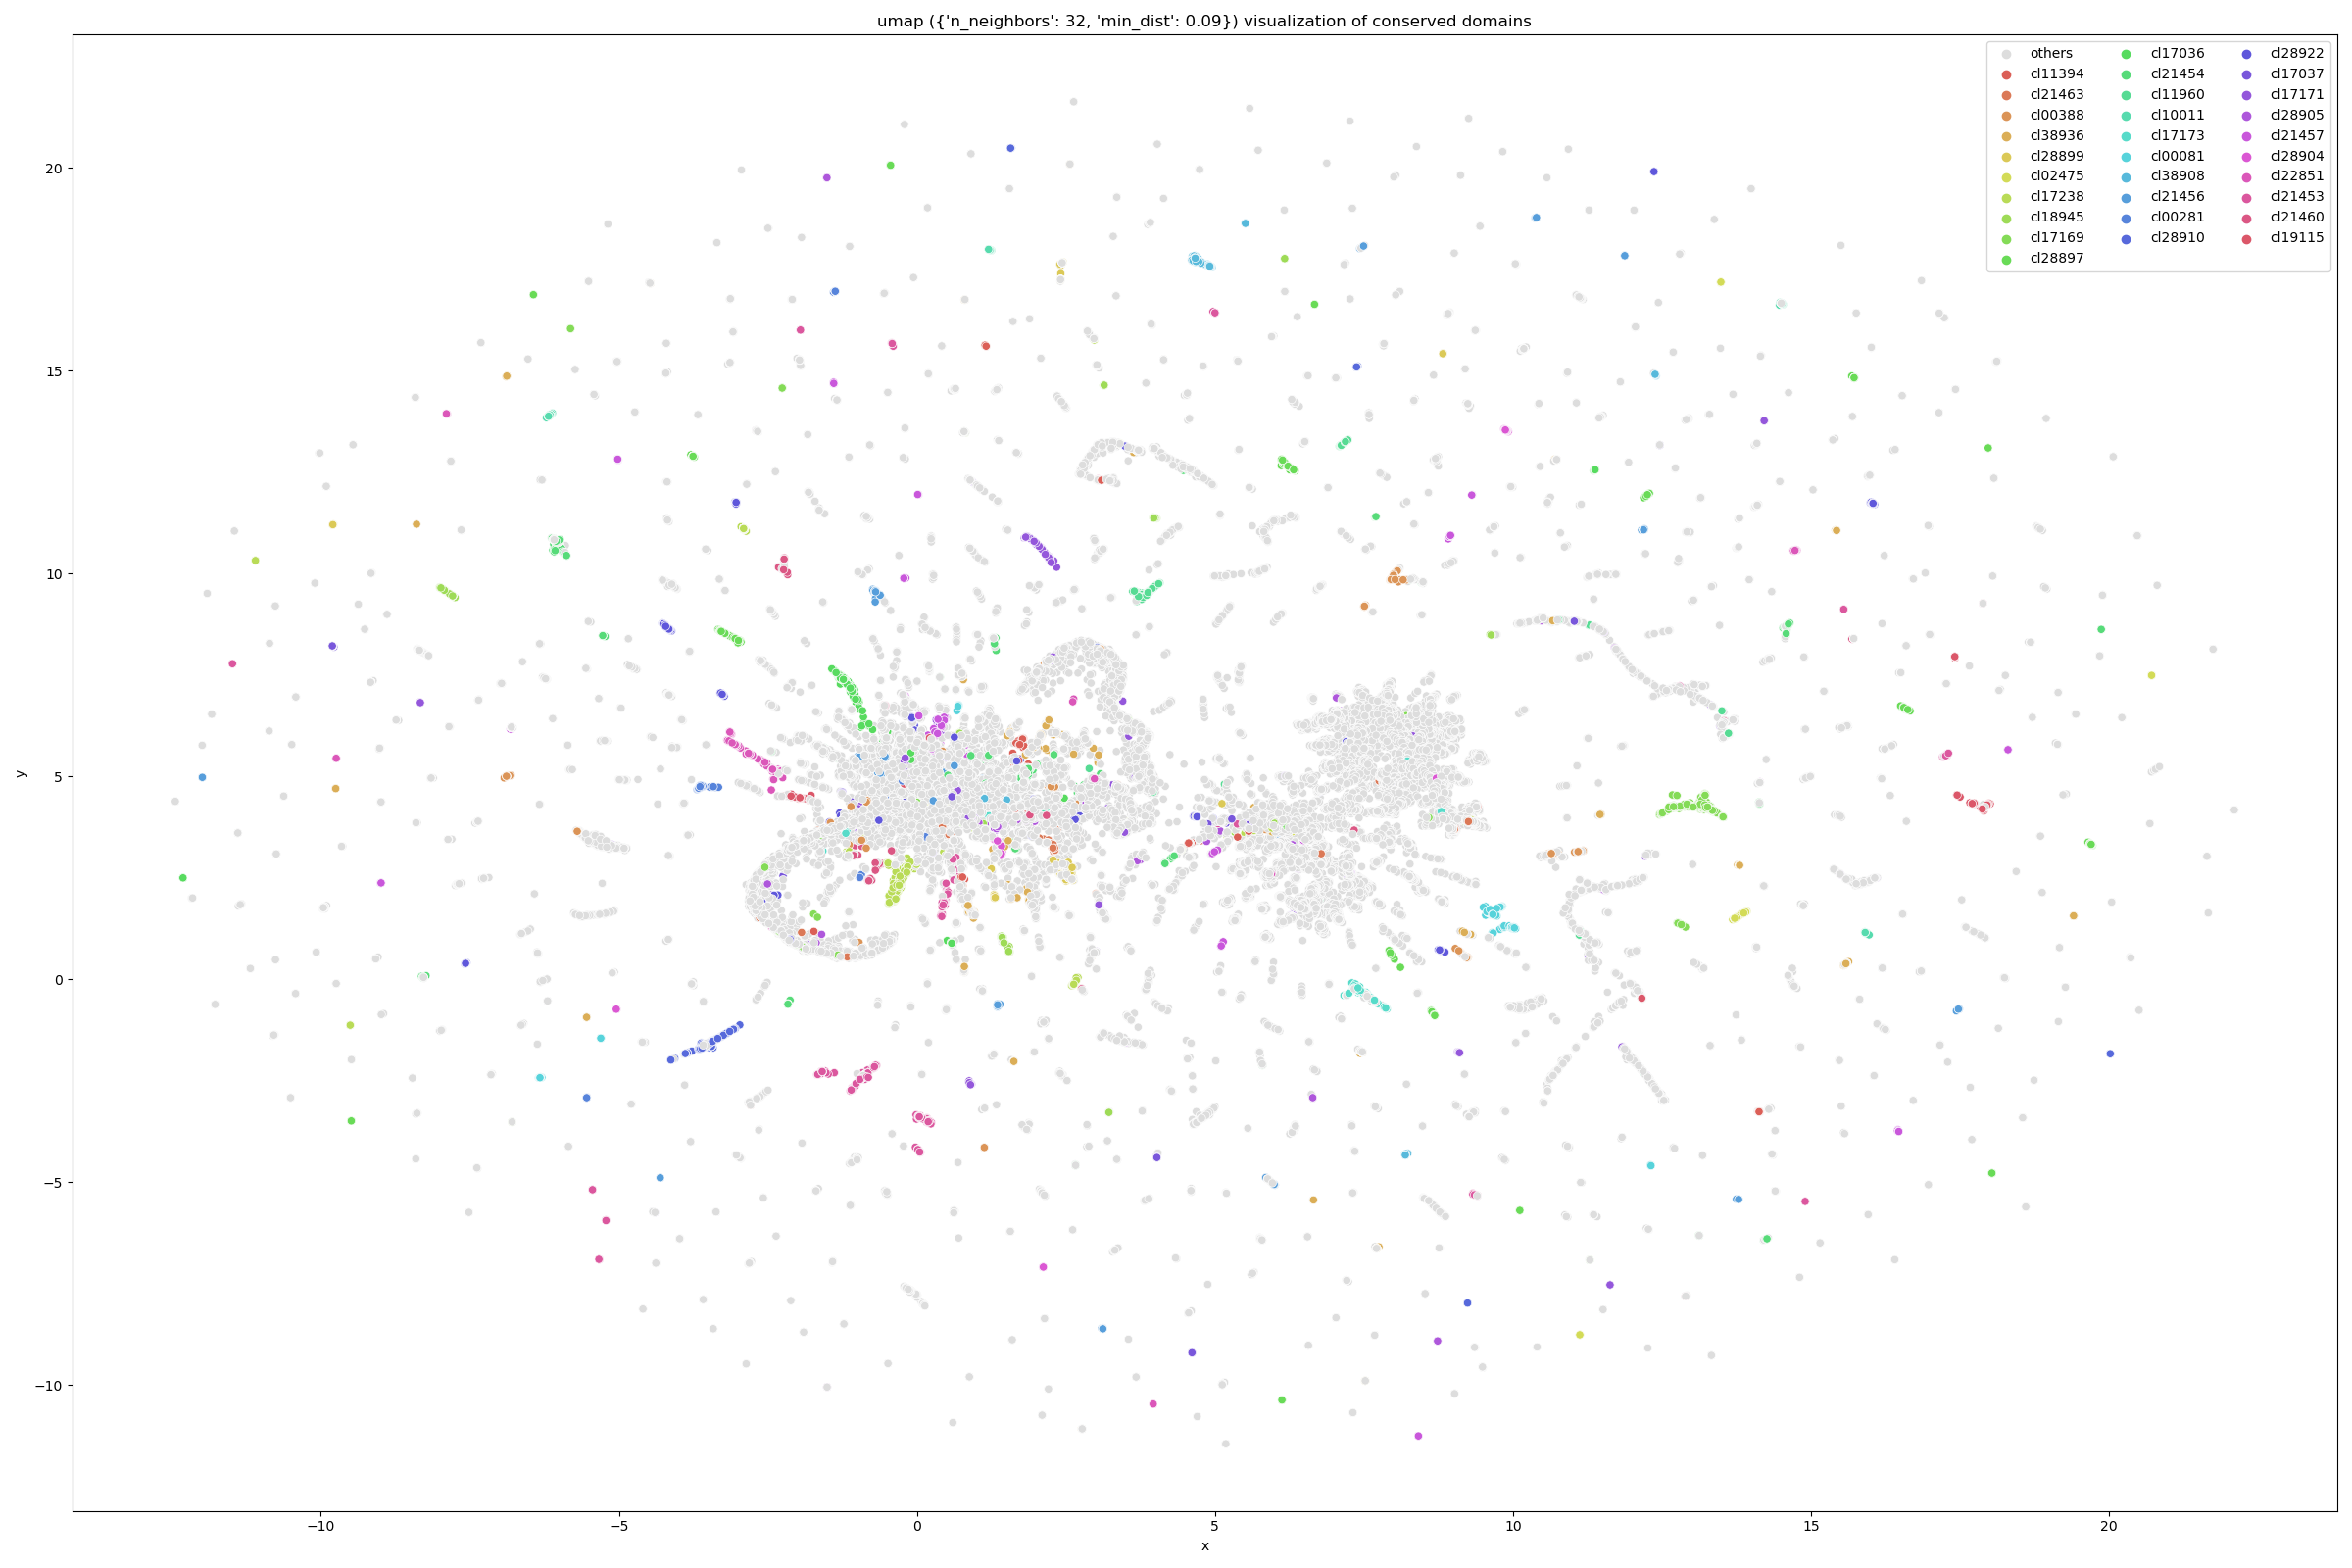 umap ({'n_neighbors': 32, 'min_dist': 0.09}) visualization of conserved domains
others
cl11394
cl21463
cl00388
cl38936
cl28899
cl02475
cl17238
cl18945
cl17169
cl28897
cl17036
cl21454
cl11960
cl10011
cl17173
cl00081
cl38908
cl21456
cl00281
cl28910
cl28922
cl17037
cl17171
cl28905
cl21457
cl28904
cl22851
cl21453
cl21460
cl19115
y
20
15
10
5
0
−5
−10
−10 −5 0 5 10 15 20
x